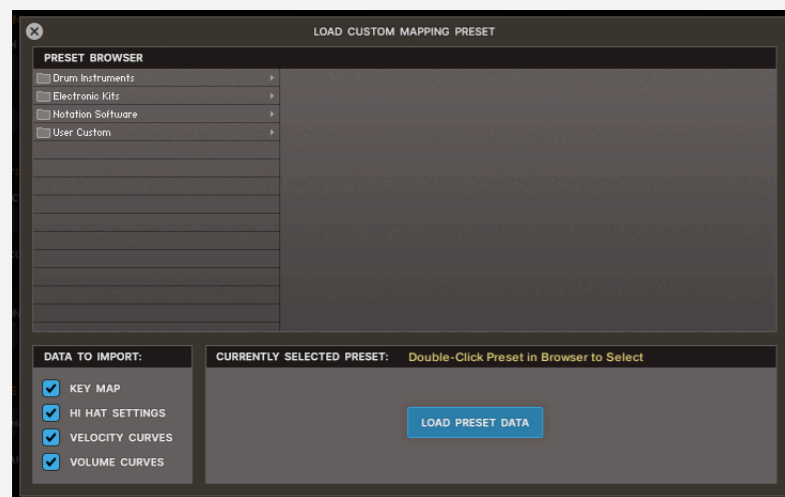 LOAD CUSTOM MAPPING PRESET
PRESET BROWSER
Drum Instruments
Electronic Kits
Notation Software
User Custom
DATA TO IMPORT:
KEY MAP
HI HAT SETTINGS
VELOCITY CURVES
VOLUME CURVES
CURRENTLY SELECTED PRESET: Double-Click Preset in Browser to Select
LOAD PRESET DATA